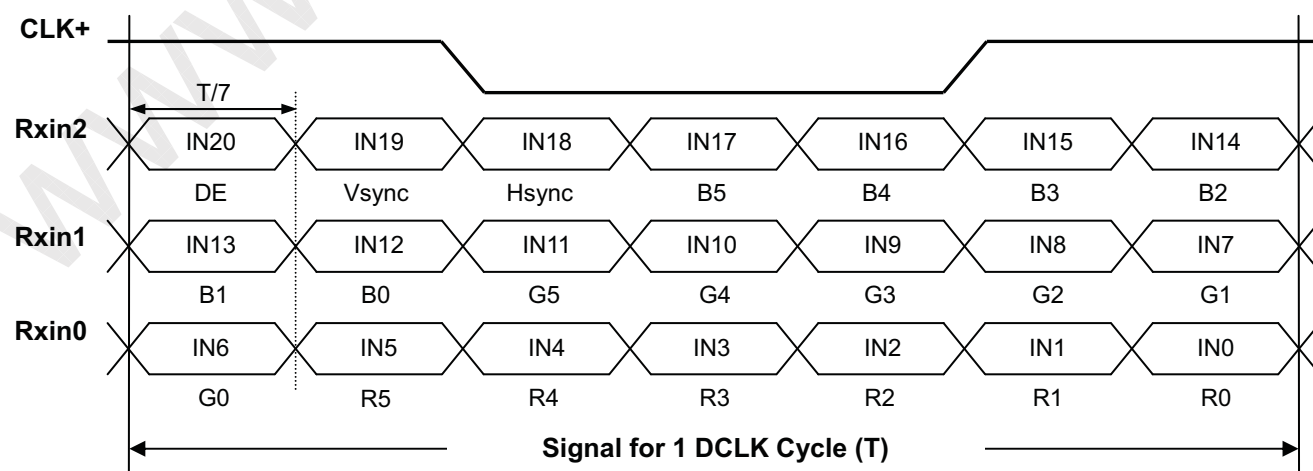 CLK+
T/7
Rxin2 IN20 IN19 IN18 IN17 IN16 IN15 IN14
DE Vsync Hsync B5 B4 B3 B2
Rxin1 IN13 IN12 IN11 IN10 IN9 IN8 IN7
B1 B0 G5 G4 G3 G2 G1
Rxin0 IN6 IN5 IN4 IN3 IN2 IN1 IN0
G0 R5 R4 R3 R2 R1 R0
Signal for 1 DCLK Cycle (T)